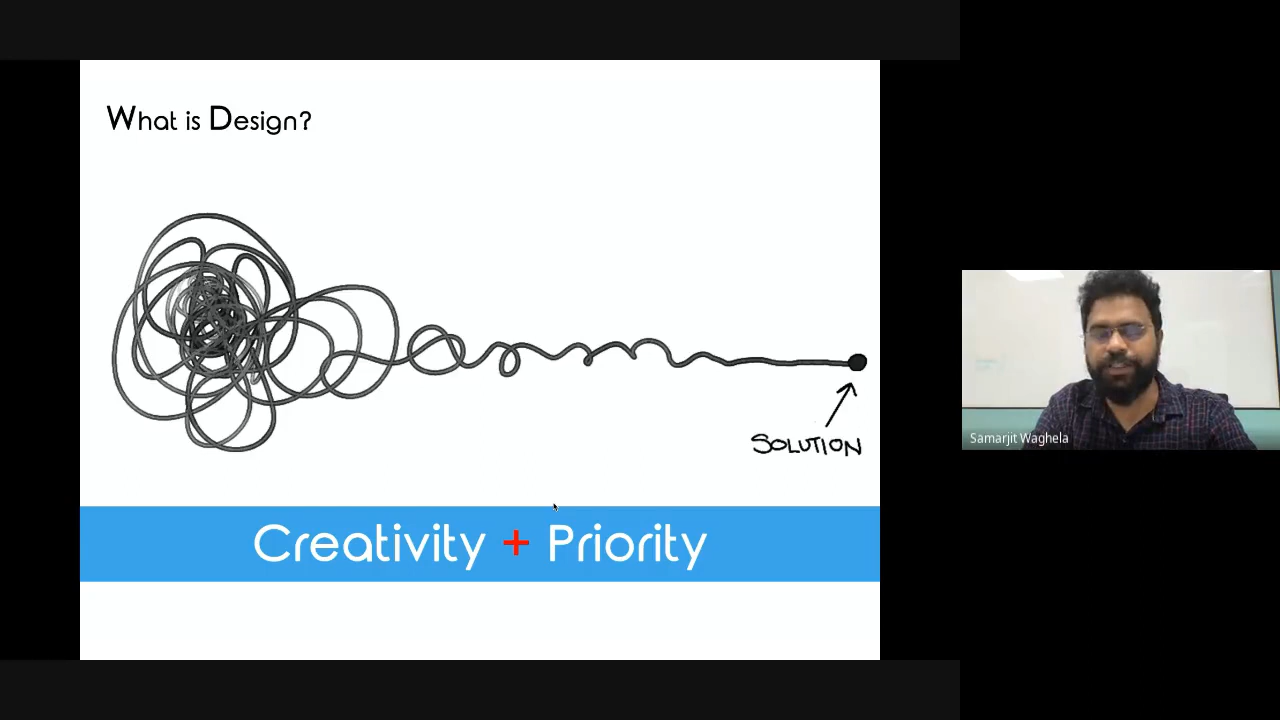 What is Design?
SOLUTION
Creativity + Priority
Samarjit Waghela